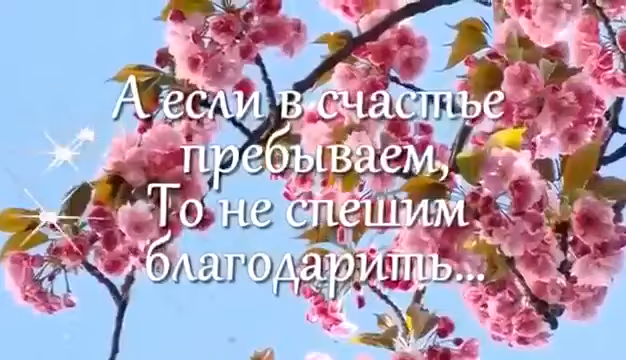 А если в счастье
пребываем,
То не спешим
благодарить...